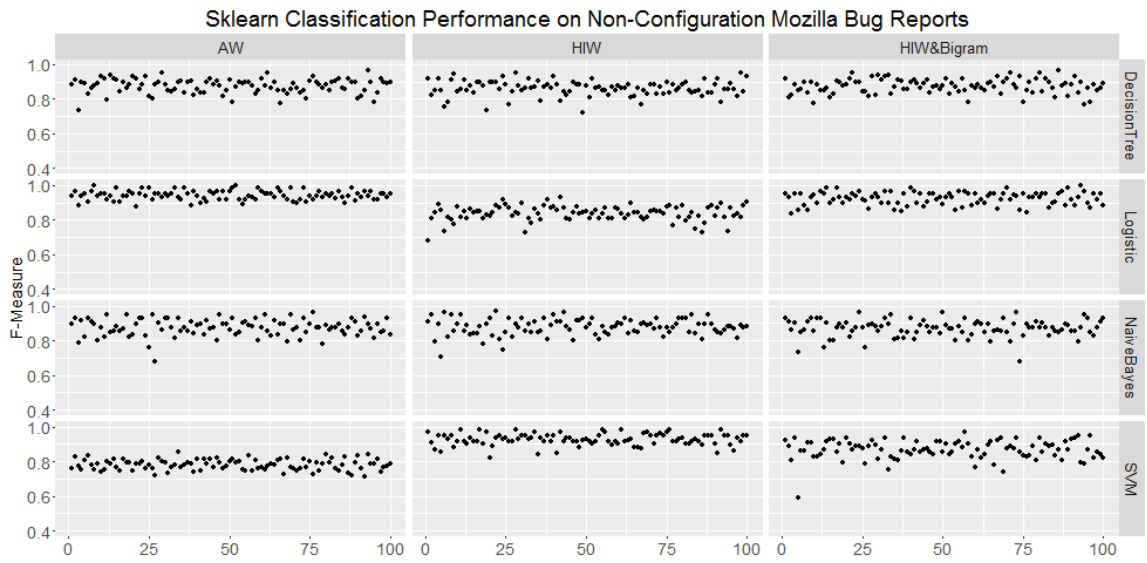 Sklearn Classification Performance on Non-Configuration Mozilla Bug Reports
AW HIW HIW&Bigram
F-Measure
1.0
0.8
0.6
0.4
DecisionTree
1.0
0.8
0.6
0.4
Logistic
1.0
0.8
0.6
0.4
NaiveBayes
1.0
0.8
0.6
0.4
SVM
0 25 50 75 100 0 25 50 75 100 0 25 50 75 100